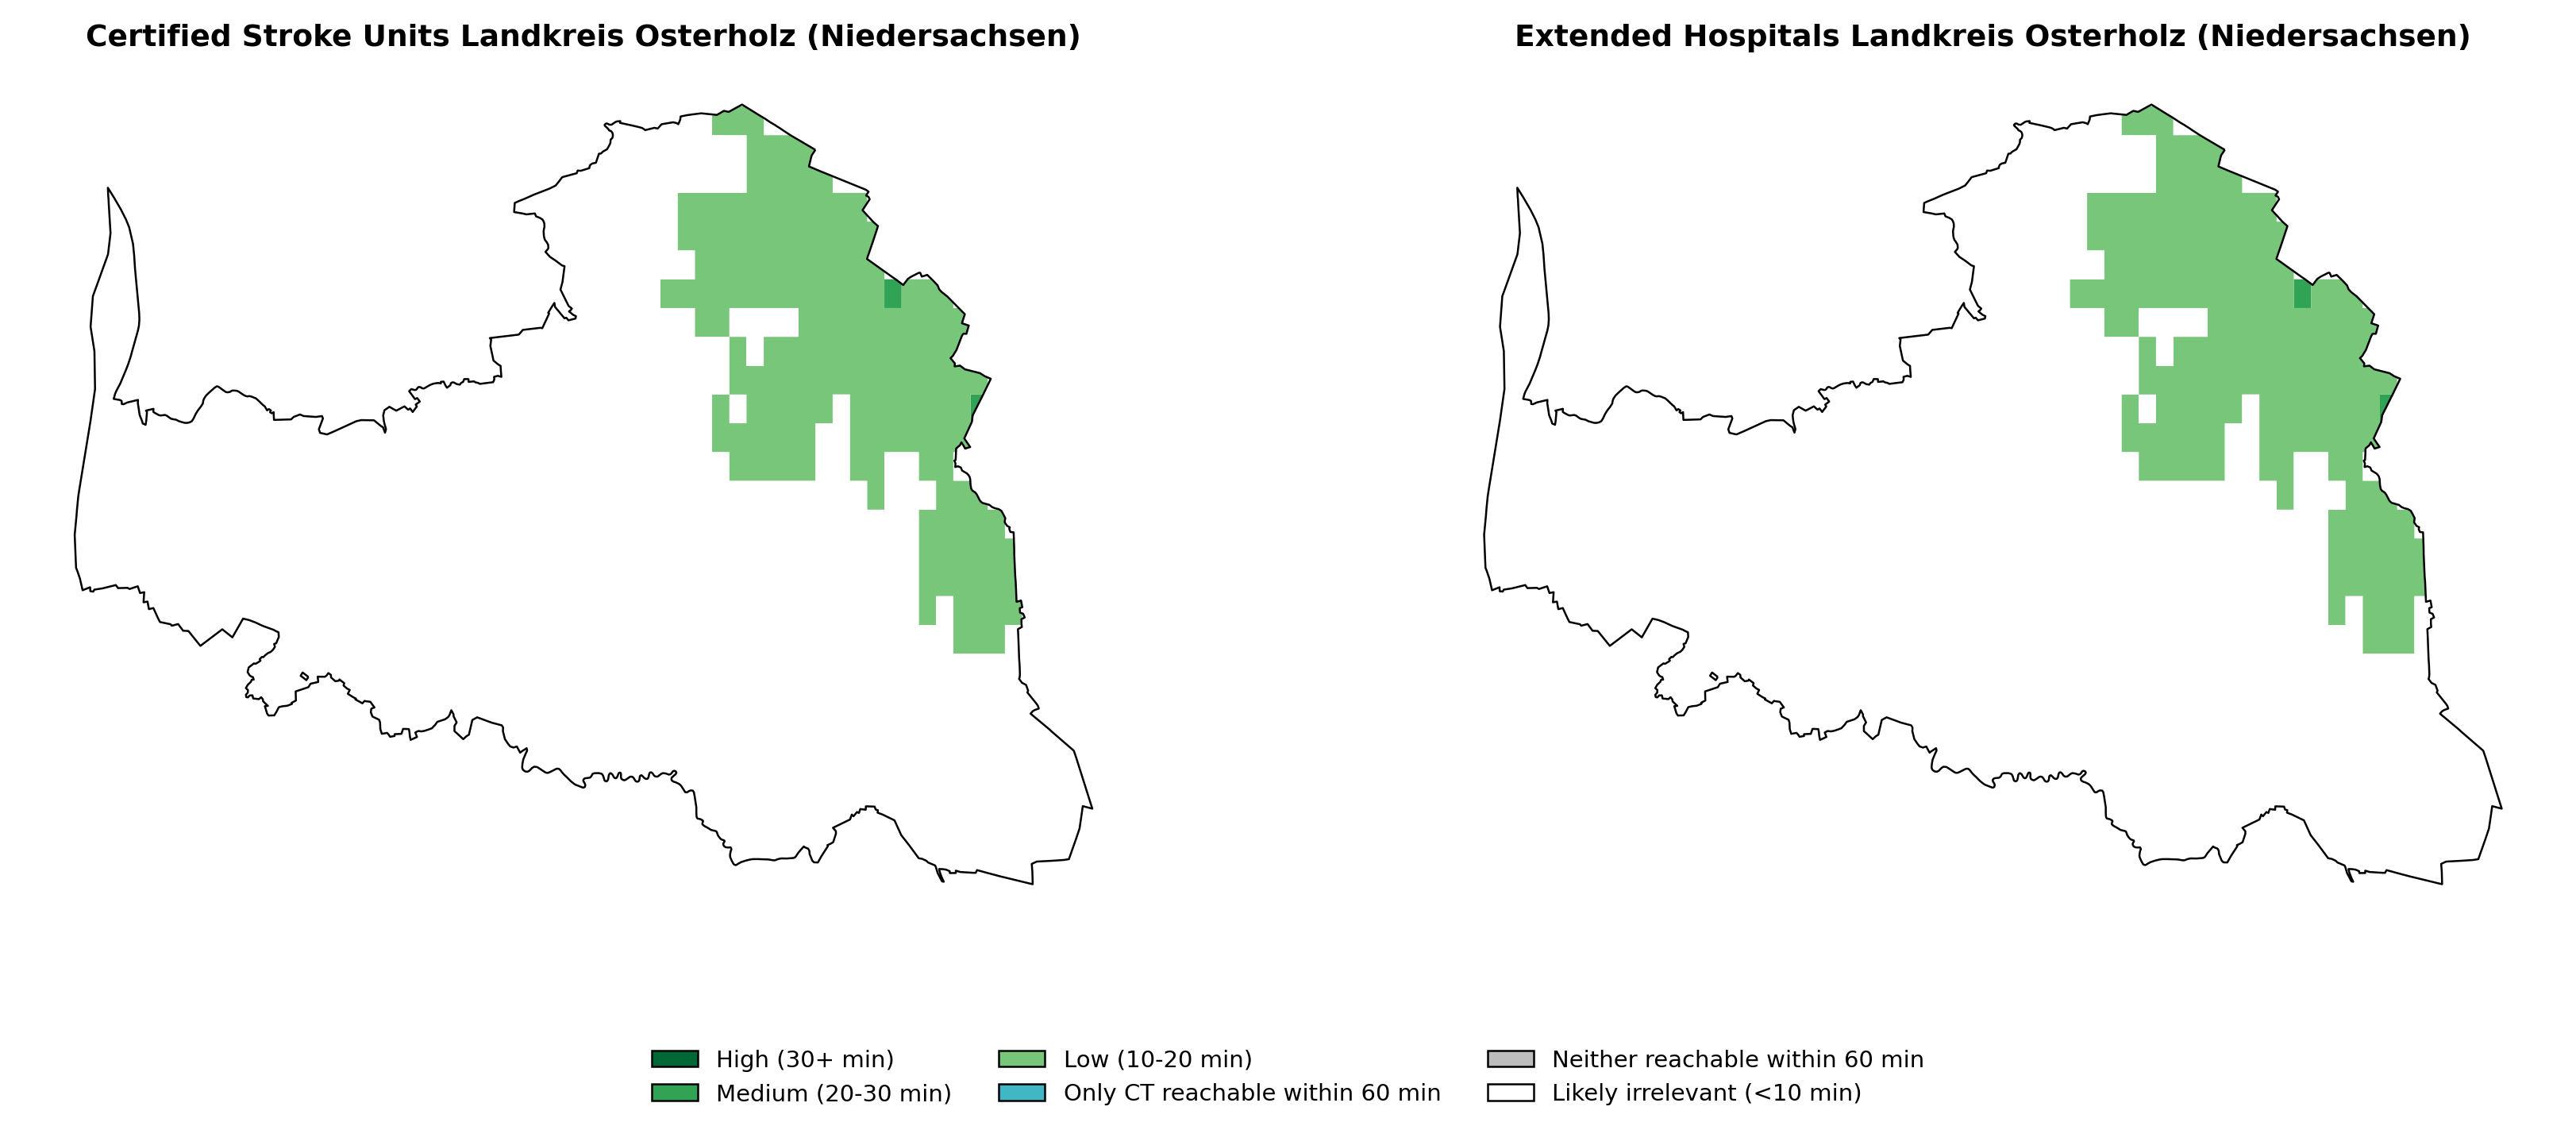 Certified Stroke Units Landkreis Osterholz (Niedersachsen)
Extended Hospitals Landkreis Osterholz (Niedersachsen)
High (30+ min)
Medium (20-30 min)
Low (10-20 min)
Only CT reachable within 60 min
Neither reachable within 60 min
Likely irrelevant (<10 min)